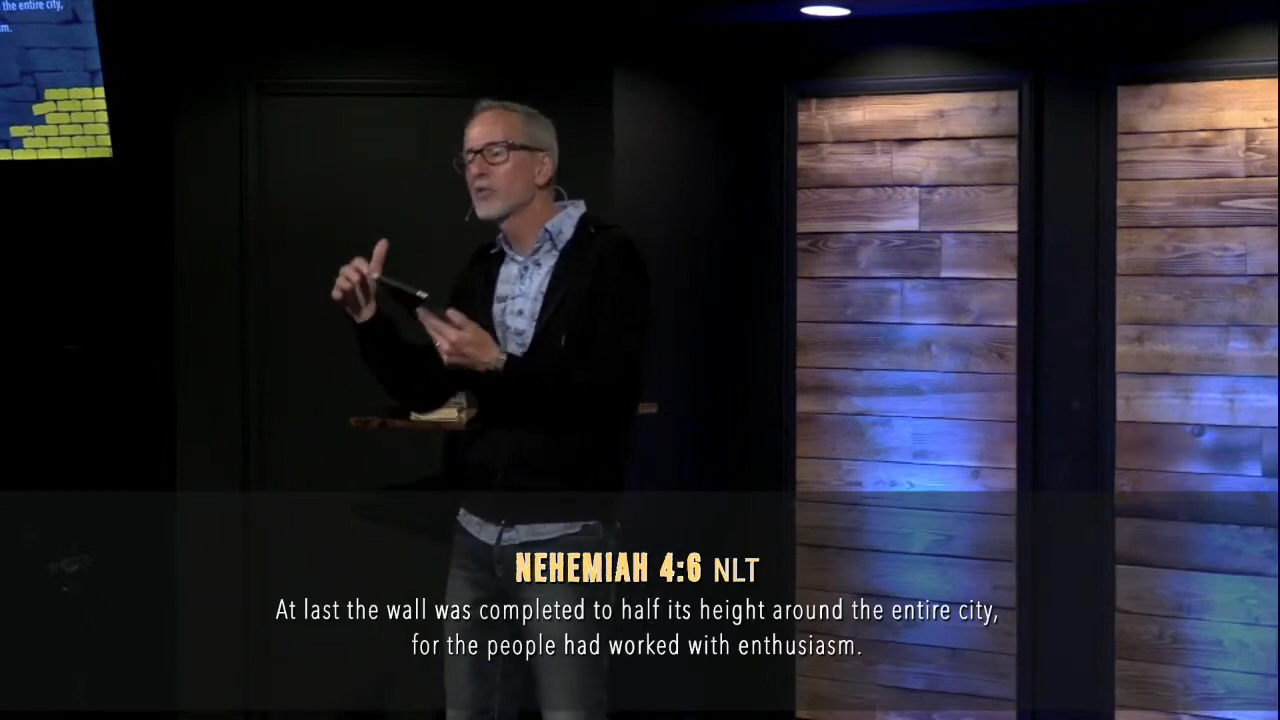 the entire city,
m.
NEHEMIAH 4:6 NLT
At last the wall was completed to half its height around the entire city,
for the people had worked with enthusiasm.